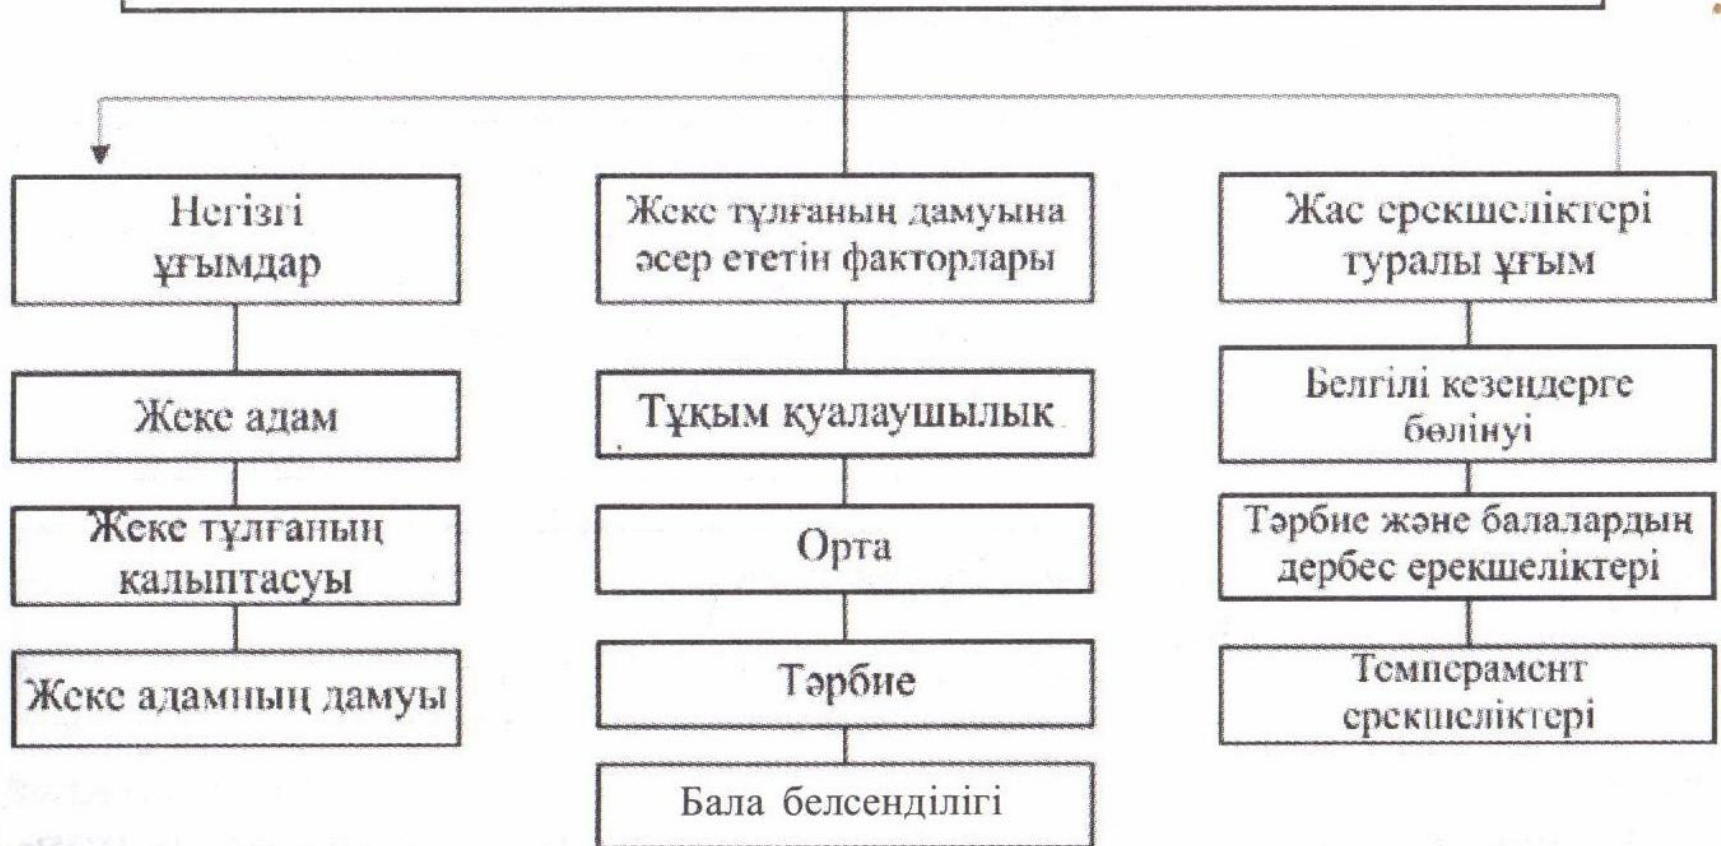 Негізгі
ұғымдар
Жеке адам
Жеке тұлғаның
қалыптасуы
Жеке адамның дамуы
Жеке тұлғаның дамуына
әсер ететін факторлары
Тұқым қуалаушылық
Орта
Тәрбие
Бала белсенділігі
Жас ерекшеліктері
туралы ұғым
Белгілі кезеңдерге
бөлінуі
Тәрбие және балалардың
дербес ерекшеліктері
Темперамент
ерекшеліктері